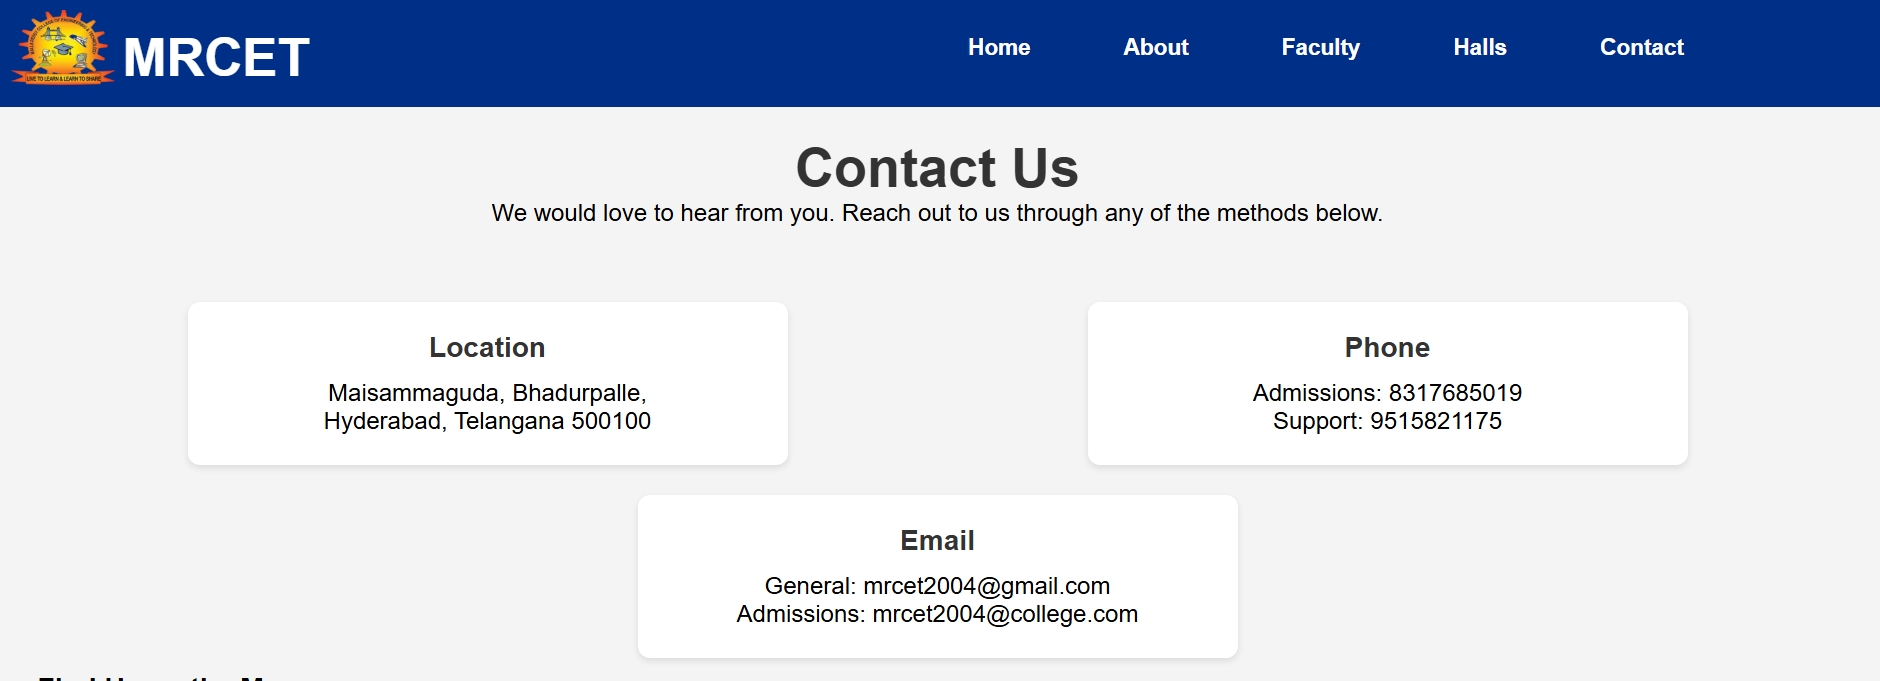 MRCET
LIVE TO LEARN & LEARN TO SHARE
Home
About
Faculty
Halls
Contact
Contact Us
We would love to hear from you. Reach out to us through any of the methods below.
Location
Maisammaguda, Bhadurpalle,
Hyderabad, Telangana 500100
Phone
Admissions: 8317685019
Support: 9515821175
Email
General: mrcet2004@gmail.com
Admissions: mrcet2004@college.com